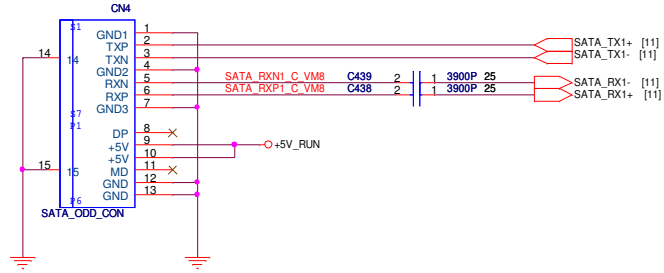 CN4
S1
GND1 1
TXP 2 SATA_TX1+ [11]
14 14 TXN 3 SATA_TX1- [11]
GND2 4
RXN 5 SATA_RXN1_C_VM8 C439 2 1 3900P 25 SATA_RX1- [11]
RXP 6 SATA_RXP1_C_VM8 C438 2 1 3900P 25 SATA_RX1+ [11]
GND3 7
S7
P1
DP 8
+5V 9 +5V_RUN
+5V 10
15 15 MD 11
GND 12
GND 13
P6
SATA_ODD_CON